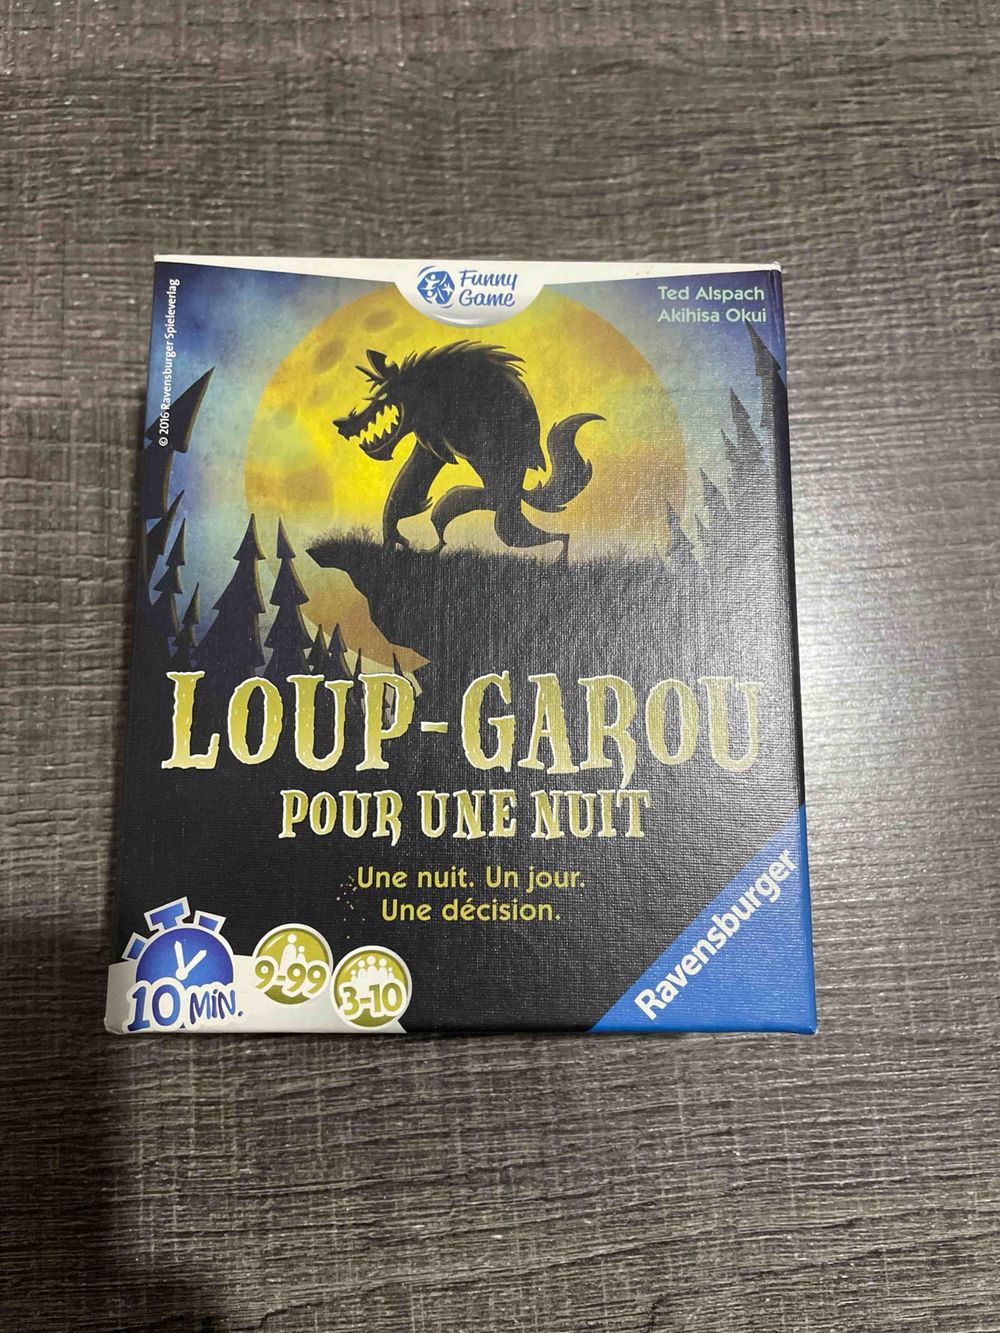 Funny
Game
Ted Alspach
Akihisa Okui
© 2016 Ravensburger Spieleverlag
LOUP-GAROU
POUR UNE NUIT
Une nuit. Un jour.
Une décision.
10 MIN.
9-99
3-10
Ravensburger